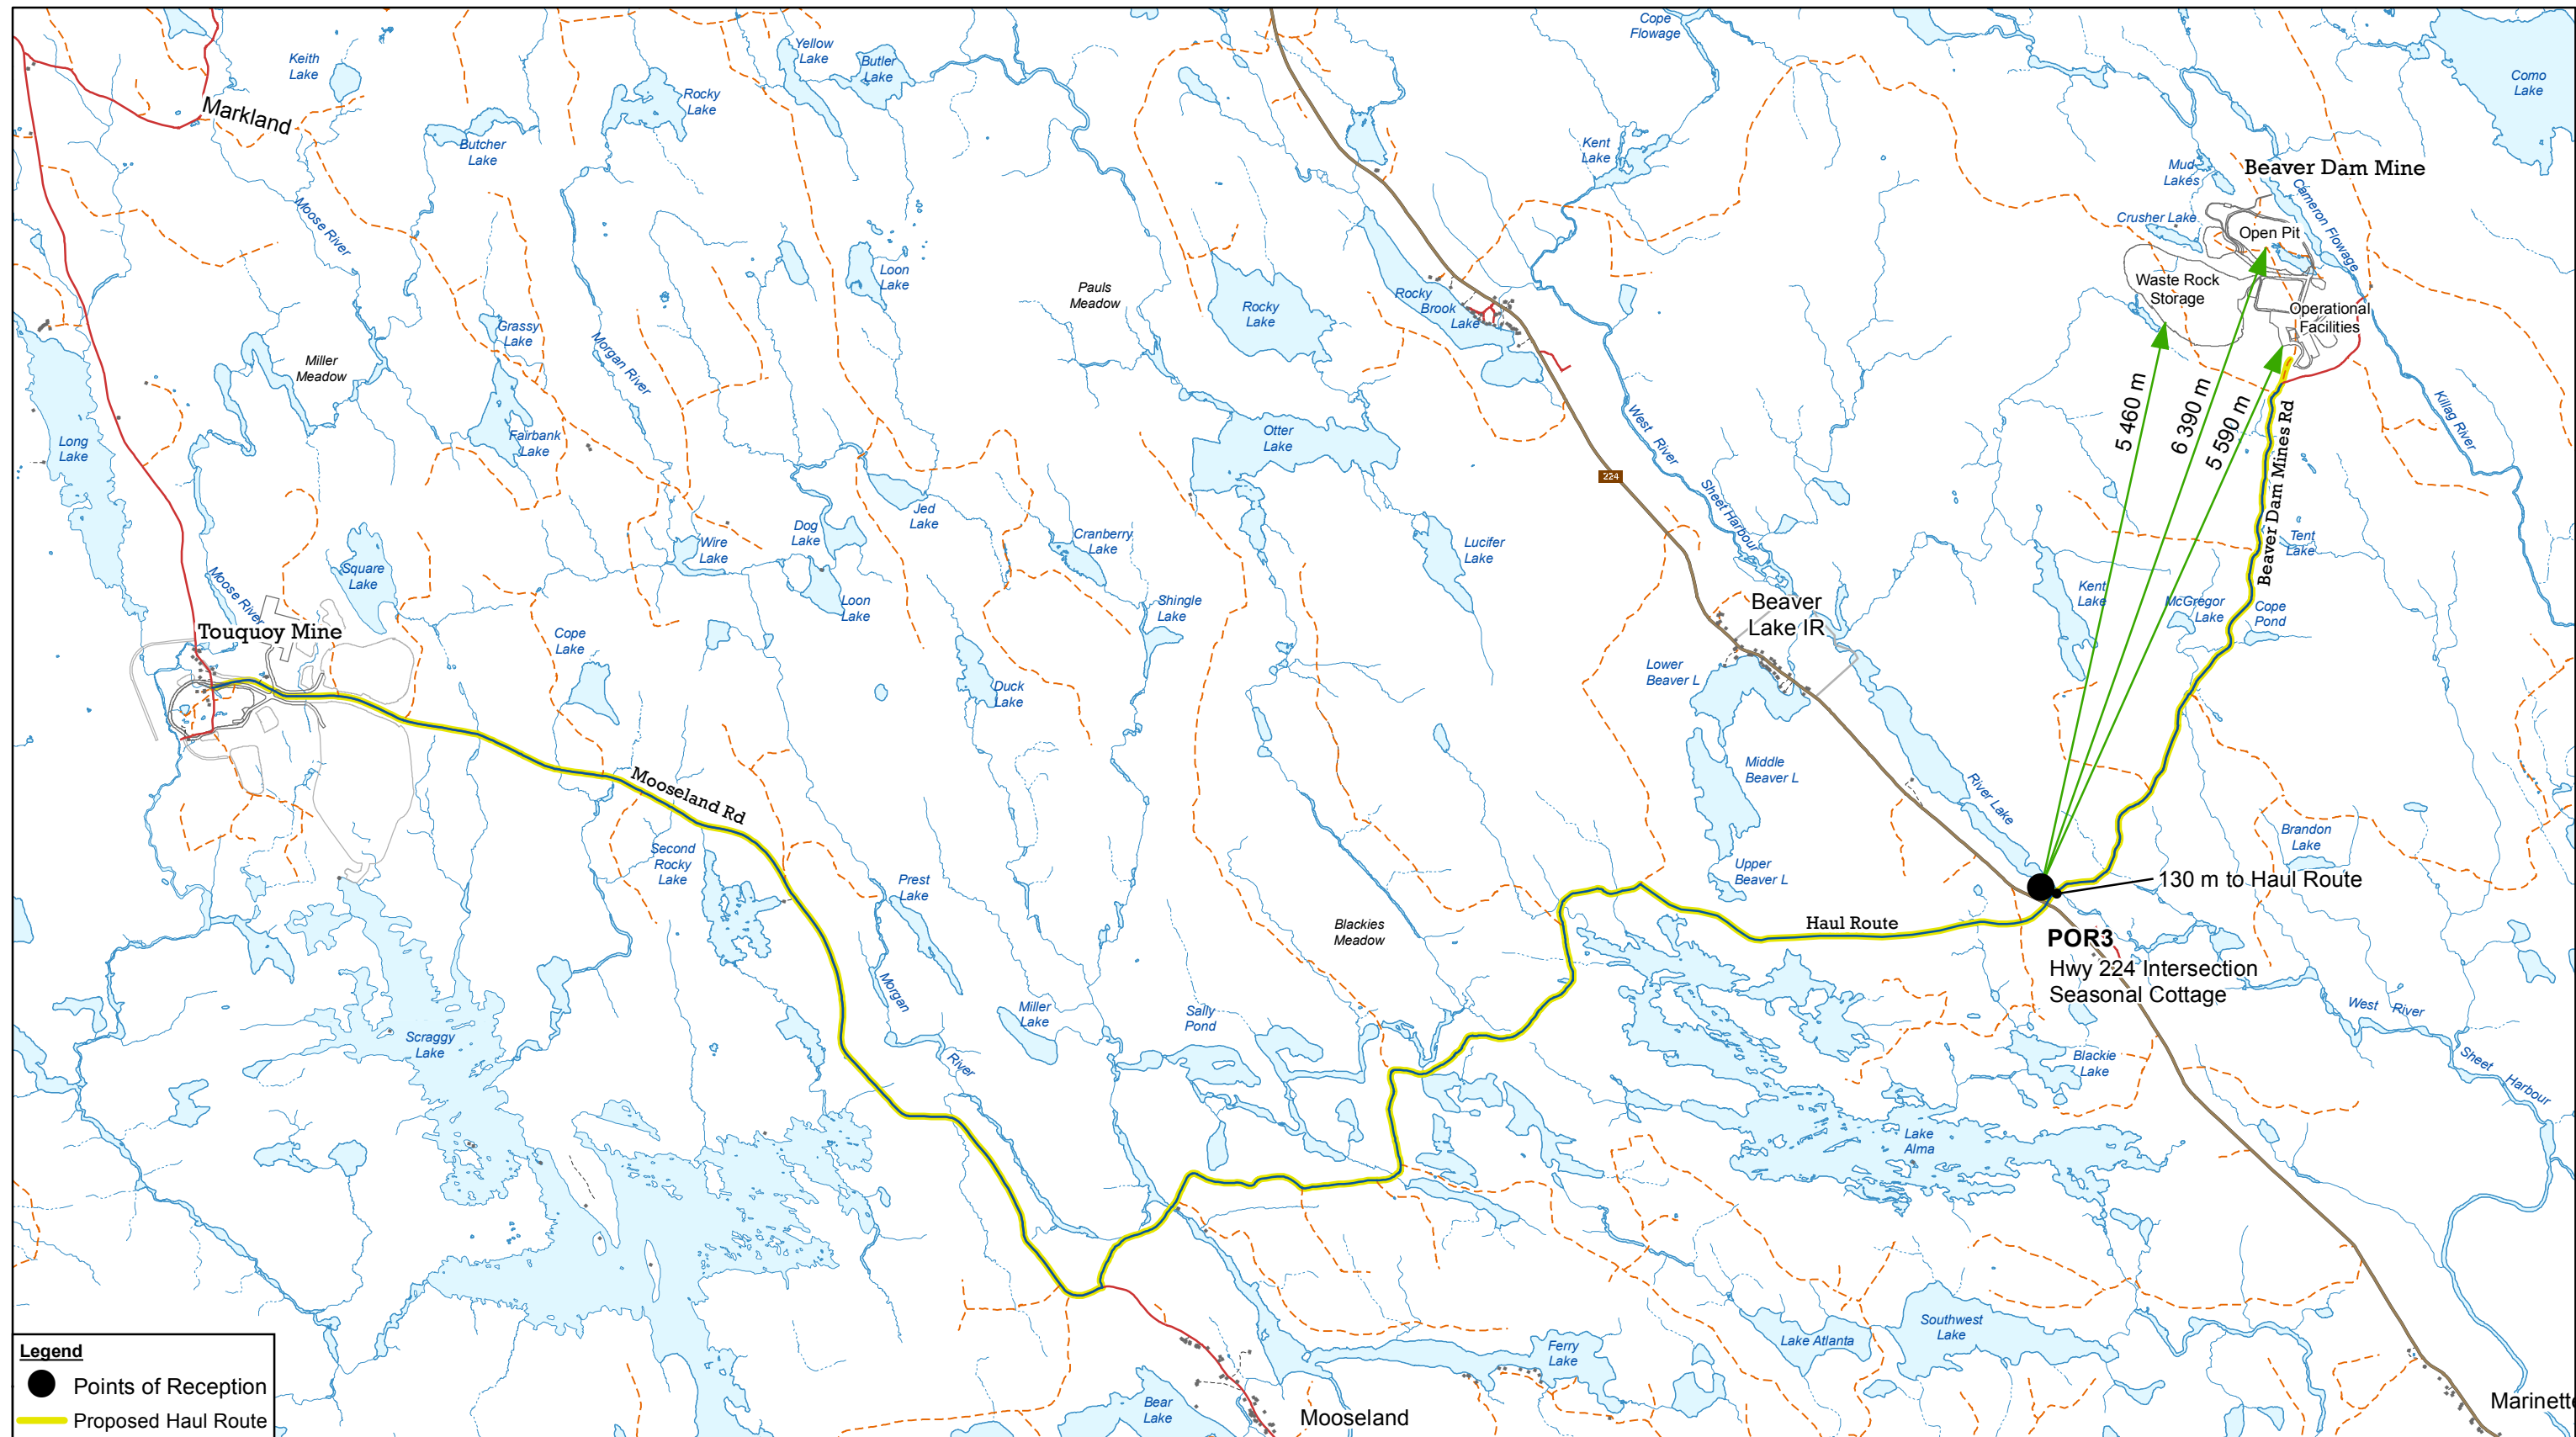 Cope
Flowage
Como
Lake
Keith
Lake
Yellow
Lake
Butler
Lake
Rocky
Lake
Markland
Butcher
Lake
Kent
Lake
Mud
Lakes
Beaver Dam Mine
Cameron Flowage
Crusher Lake
Open Pit
Moose River
Loon
Lake
Pauls
Meadow
Rocky
Lake
Rocky
Brook
Lake
Waste Rock
Storage
Operational
Facilities
Grassy
Lake
Miller
Meadow
Morgan River
5 460 m
6 390 m
5 590 m
Killag River
Long
Lake
Fairbank
Lake
Otter
Lake
West River
224
Beaver Dam Mines Rd
Sheet Harbour
Jed
Lake
Dog
Lake
Wire
Lake
Cranberry
Lake
Lucifer
Lake
Tent
Lake
Square
Lake
Moose River
Loon
Lake
Shingle
Lake
Beaver
Lake IR
Kent
Lake
McGregor
Lake
Cope
Pond
Touquoy Mine
Cope
Lake
Duck
Lake
Lower
Beaver L
Middle
Beaver L
River Lake
Mooseland Rd
Second
Rocky
Lake
Prest
Lake
Upper
Beaver L
Brandon
Lake
130 m to Haul Route
Blackies
Meadow
Haul Route
POR3
Hwy 224 Intersection
Seasonal Cottage
Morgan
River
Miller
Lake
Sally
Pond
West River
Sheet Harbour
Scraggy
Lake
Blackie
Lake
Lake
Alma
Southwest
Lake
Lake Atlanta
Ferry
Lake
Bear
Lake
Mooseland
Marinette
Legend
Points of Reception
Proposed Haul Route